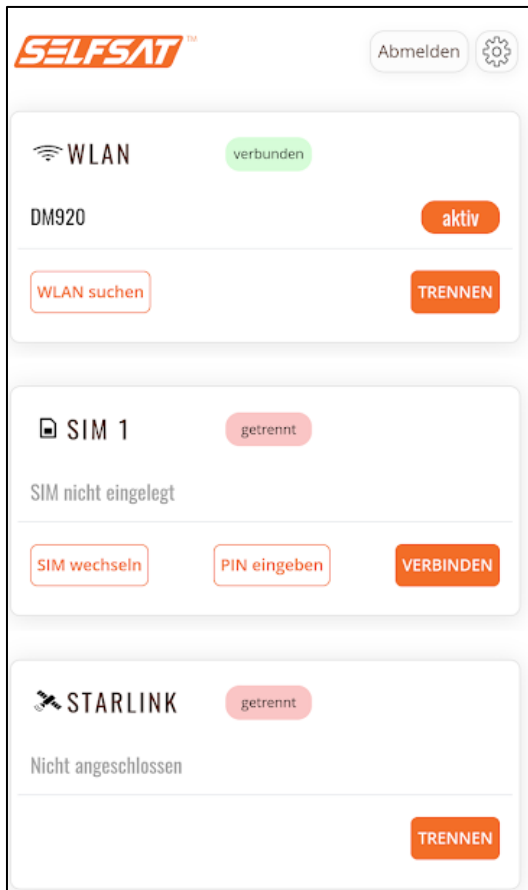 SELFSAT™
Abmelden
WLAN verbunden
DM920 aktiv
WLAN suchen TRENNEN
SIM 1 getrennt
SIM nicht eingelegt
SIM wechseln PIN eingeben VERBINDEN
STARLINK getrennt
Nicht angeschlossen
TRENNEN